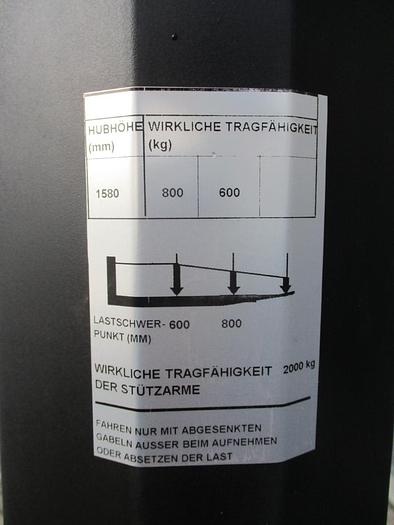 HUBHÖHE WIRKLICHE TRAGFÄHIGKEIT
(mm) (kg)
1580 800 600
LASTSCHWER- 600 800
PUNKT (MM)
WIRKLICHE TRAGFÄHIGKEIT 2000 kg
DER STÜTZARME
FAHREN NUR MIT ABGESENKTEN
GABELN AUSSER BEIM AUFNEHMEN
ODER ABSETZEN DER LAST